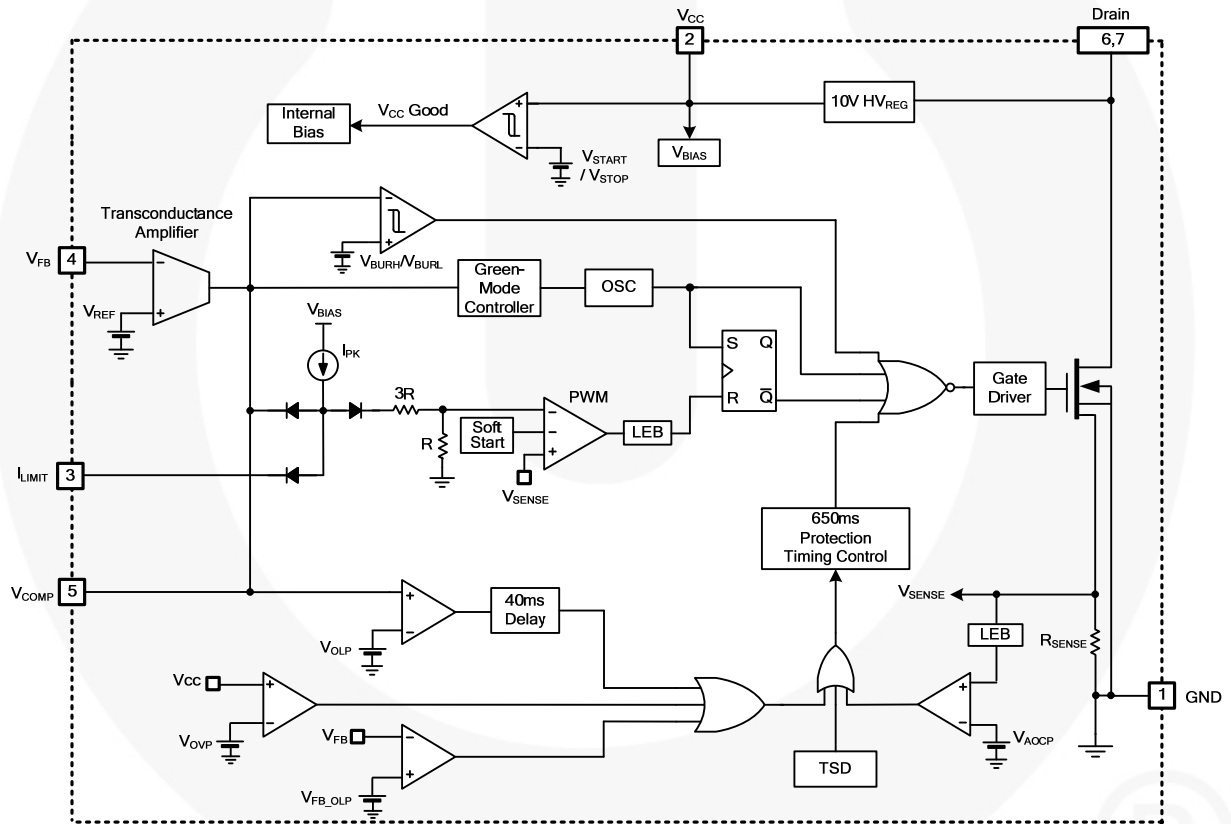 VCC
Drain
2
6,7
Internal
Bias
VCC Good
+
-
10V HVREG
VBIAS
VSTART
/ VSTOP
Transconductance
Amplifier
-
+
VBURH/VBURL
VFB
4
-
+
VREF
Green-
Mode
Controller
OSC
VBIAS
IPK
S Q
R Q
3R
R
PWM
Soft
Start
-
-
+
LEB
VSENSE
Gate
Driver
ILIMIT
3
650ms
Protection
Timing Control
VCOMP
5
+
-
VOLP
40ms
Delay
VSENSE
LEB
RSENSE
Vcc
+
-
VOVP
VFB
-
+
VFB_OLP
TSD
+
-
VAOCP
1
GND
R